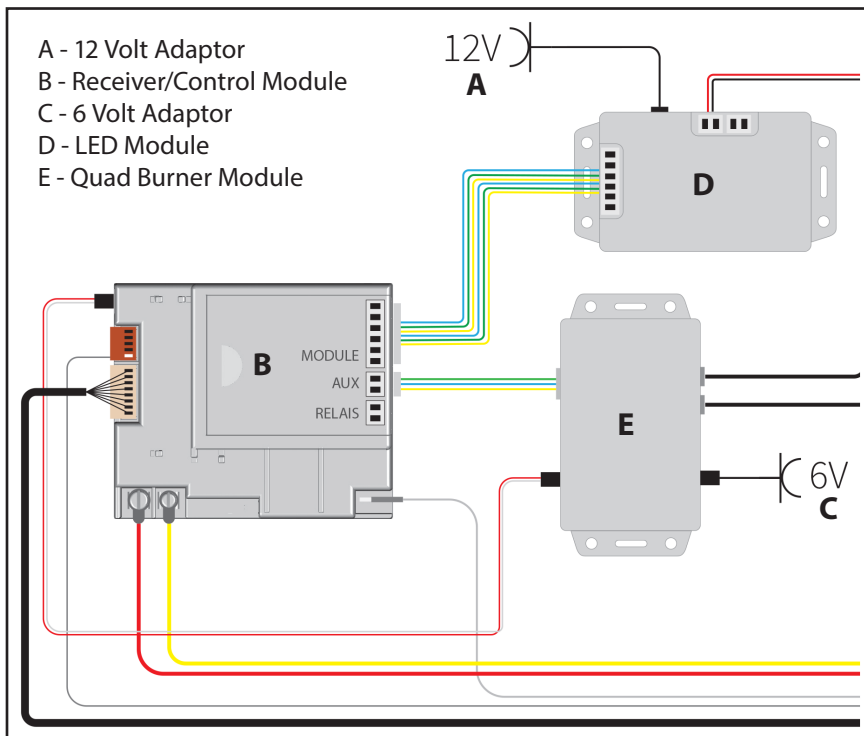 A - 12 Volt Adaptor
B - Receiver/Control Module
C - 6 Volt Adaptor
D - LED Module
E - Quad Burner Module
12V
A
D
B
MODULE
AUX
RELAIS
E
6V
C